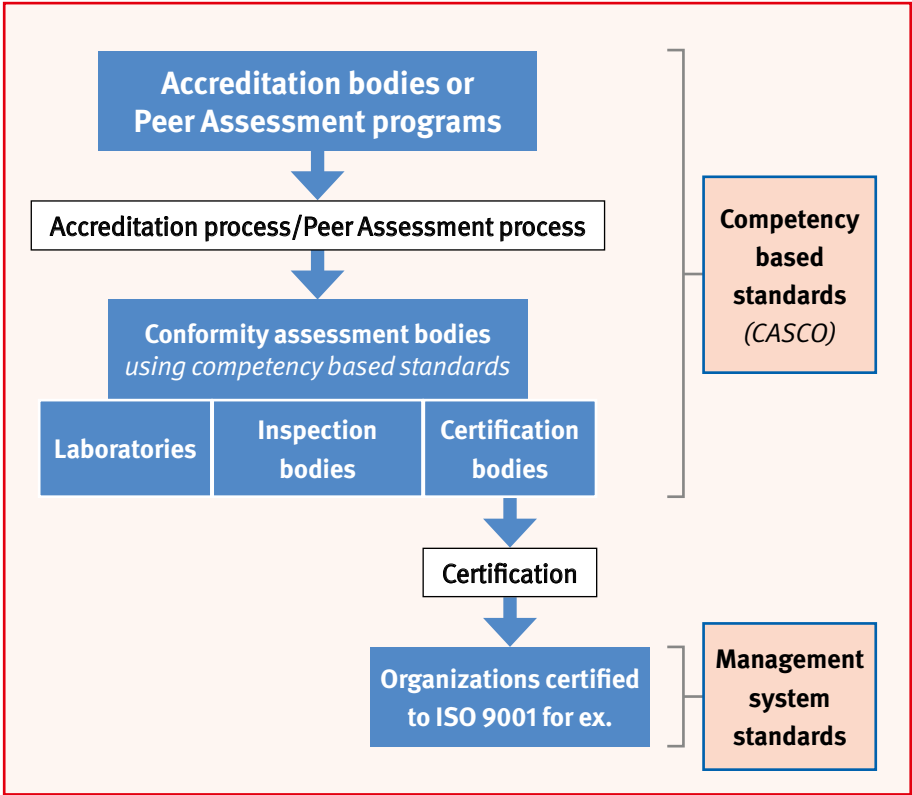 Accreditation bodies or
Peer Assessment programs
Accreditation process/Peer Assessment process
Conformity assessment bodies
using competency based standards
Laboratories
Inspection
bodies
Certification
bodies
Certification
Organizations certified
to ISO 9001 for ex.
Competency
based
standards
(CASCO)
Management
system
standards